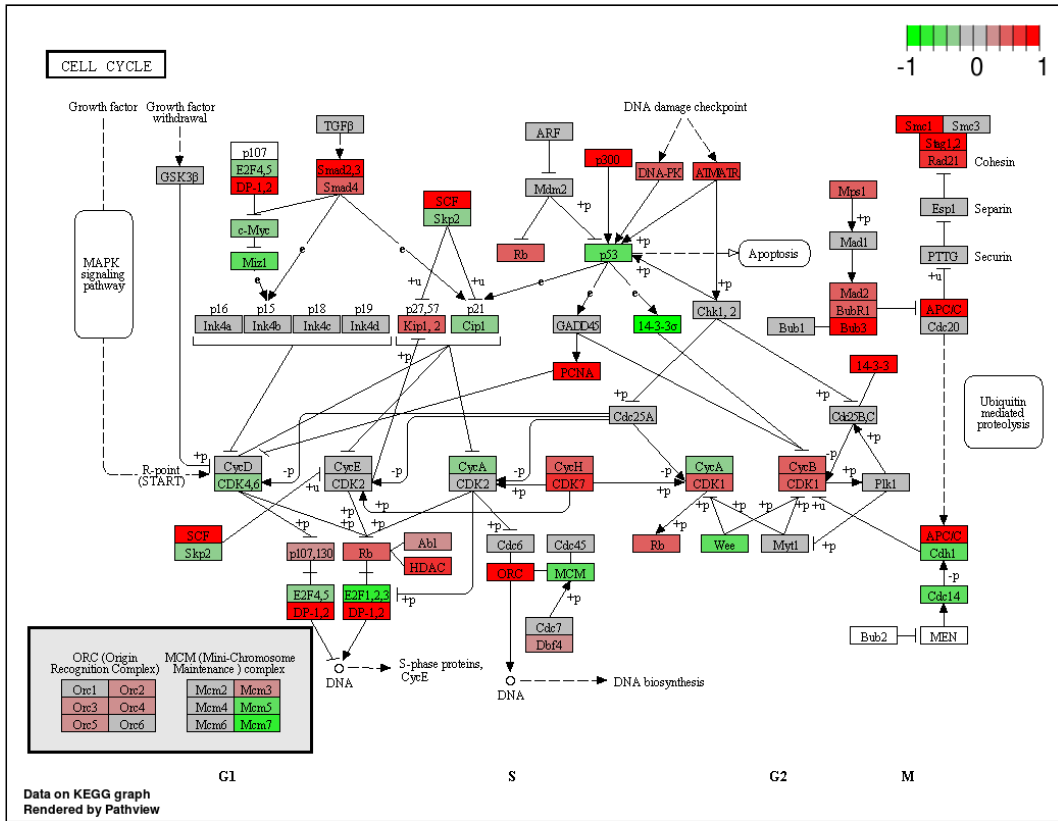 CELL CYCLE
-1 0 1
Growth factor
Growth factor
withdrawal
TGFβ
ARF
DNA damage checkpoint
Smc1 Smc3
Stag1,2
Rad21
Cohesin
p107
E2F4,5
DP-1,2
Smad2,3
Smad4
GSK3β
p300
DNA-PK
ATMATR
Mps1
SCF
Skp2
Mdm2
+p
+p
Esp1
Separin
c-Myc
Rb
Mad1
Miz1
e
e
p53
+p
+p
Apoptosis
PTTG
Securin
MAPK
signaling
pathway
e
e
e
+u
+u
+u
Mad2
BubR1
Bub3
Bub1
p16
Ink4a
p15
Ink4b
p18
Ink4c
p19
Ink4d
p27,57
Kip1, 2
p21
Cip1
GADD45
14-3-3σ
Chk1, 2
APC/C
Cdc20
+p
PCNA
14-3-3
Ubiquitin
mediated
proteolysis
+p
Cdc25A
+p
Cdc25B,C
+p
R-point
(START)
+p
CycD
CDK4,6
-p
CycE
CDK2
-p
CycA
CDK2
-p
+p
CycH
CDK7
-p
CycA
CDK1
CycB
CDK1
-p
+p
Plk1
+u
+p
+p
+p
+p
+p
+p
+p
+p
+u
+p
SCF
Skp2
p107,130
Rb
Abl
HDAC
Cdc6
Cdc45
ORC
MCM
Rb
Wee
Myt1
APC/C
Cdh1
-p
Cdc14
E2F4,5
DP-1,2
E2F1,2,3
DP-1,2
+p
+p
Cdc7
Dbf4
Bub2
MEN
DNA
S-phase proteins,
CycE
DNA
DNA biosynthesis
ORC (Origin
Recognition Complex)
MCM (Mini-Chromosome
Maintenance ) complex
Orc1 Orc2 Mcm2 Mcm3
Orc3 Orc4 Mcm4 Mcm5
Orc5 Orc6 Mcm6 Mcm7
G1 S G2 M
Data on KEGG graph
Rendered by Pathview